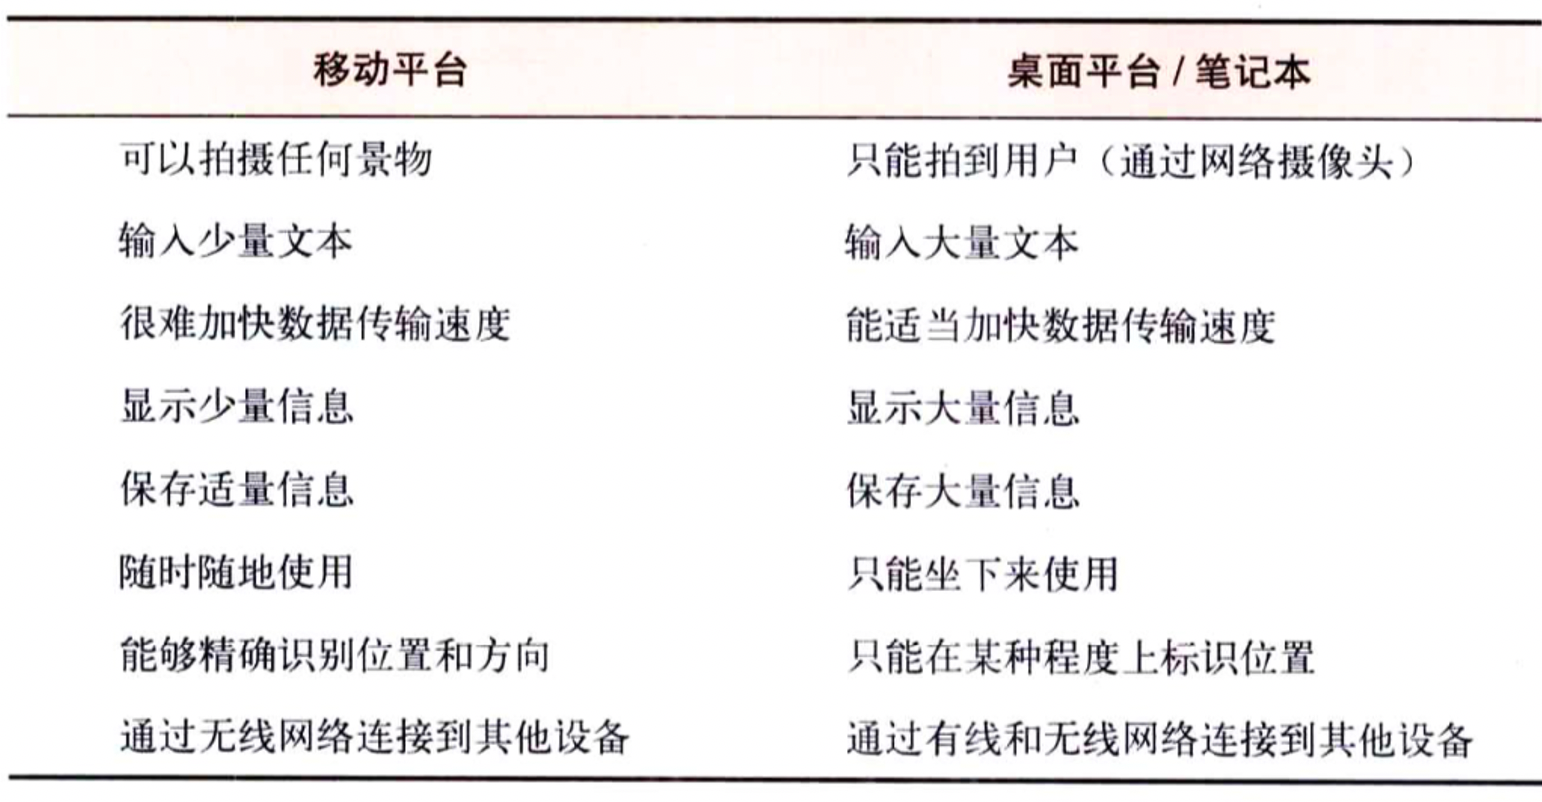 移动平台 桌面平台 / 笔记本
可以拍摄任何景物 只能拍到用户（通过网络摄像头）
输入少量文本 输入大量文本
很难加快数据传输速度 能适当加快数据传输速度
显示少量信息 显示大量信息
保存适量信息 保存大量信息
随时随地使用 只能坐下来使用
能够精确识别位置和方向 只能在某种程度上标识位置
通过无线网络连接到其他设备 通过有线和无线网络连接到其他设备